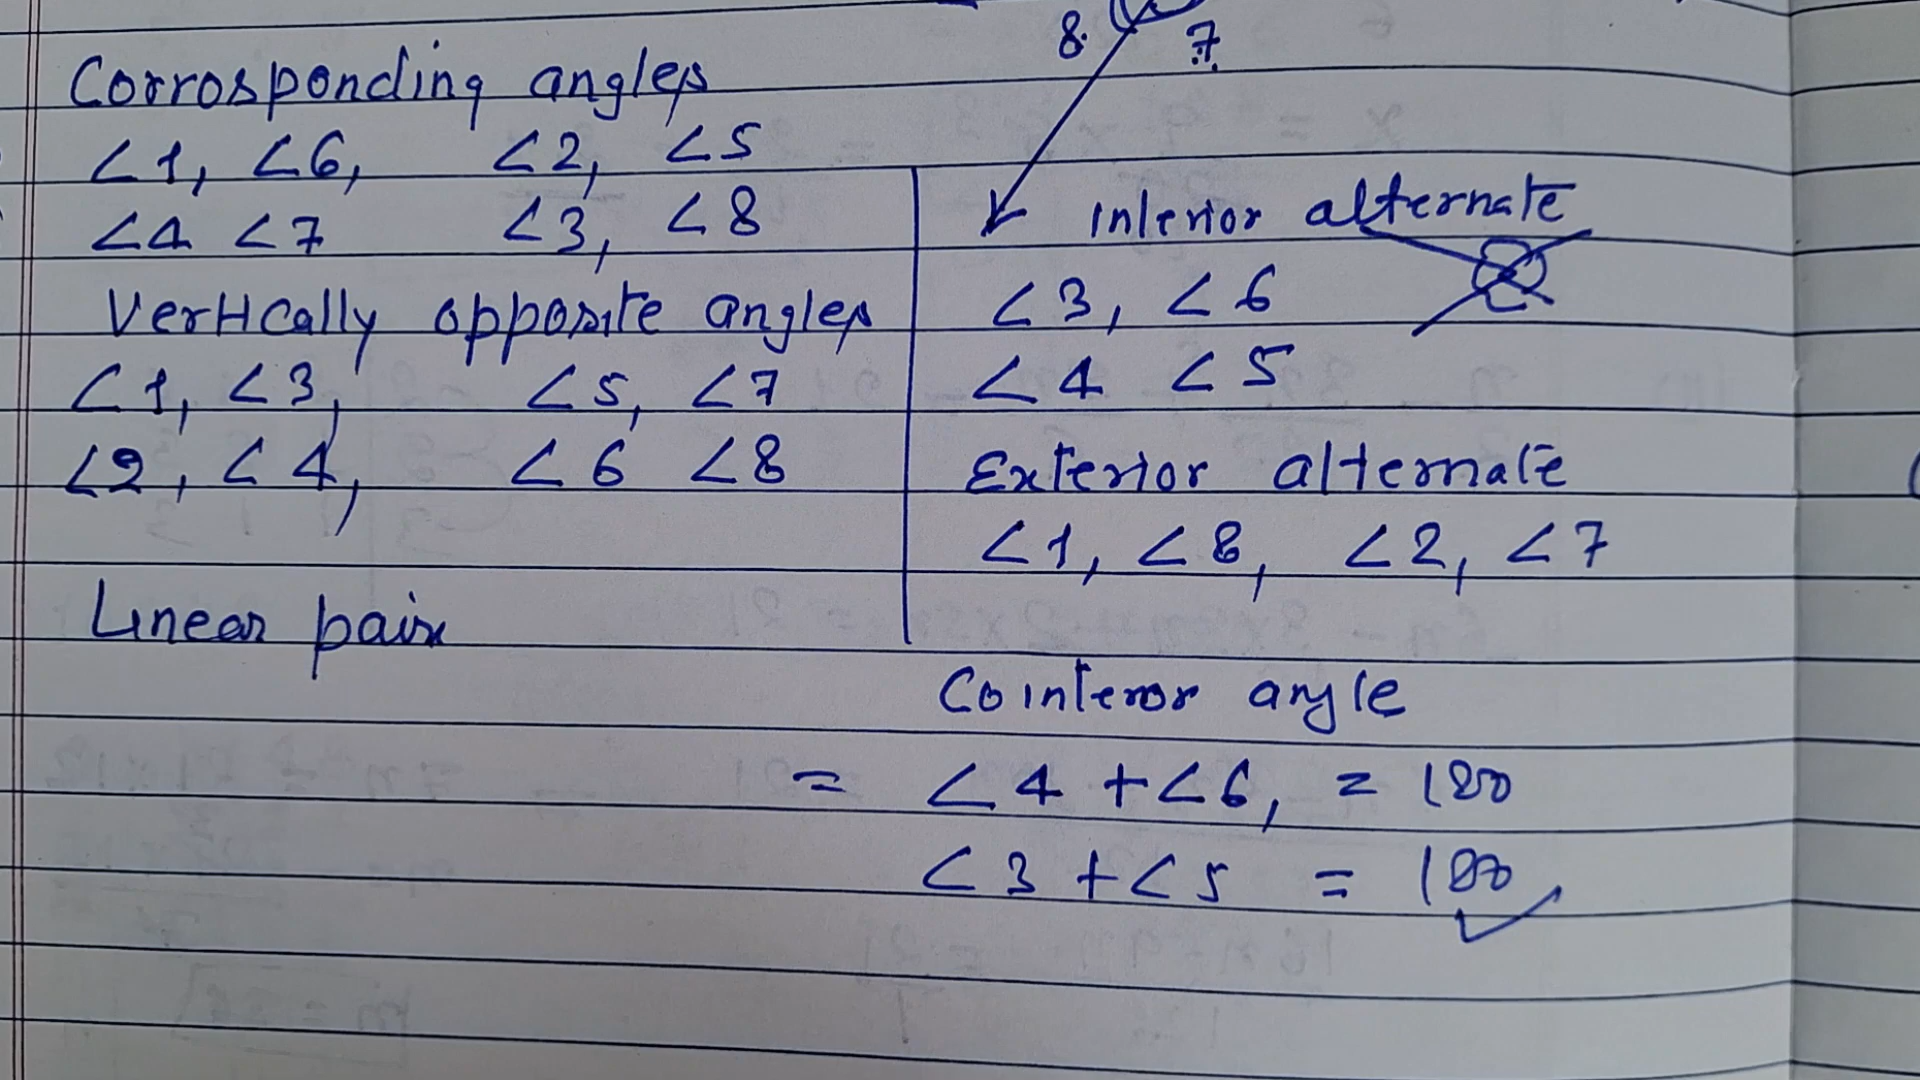 8. 7
Corrosponding angles
∠1, ∠6, ∠2, ∠5
∠4 ∠7 ∠3, ∠8
Vertically opposite angles
∠1, ∠3, ∠5, ∠7
∠2, ∠4, ∠6 ∠8
Linear pair
Interior alternate
∠3, ∠6
∠4 ∠5
Exterior alternate
∠1, ∠8, ∠2, ∠7
Cointeror angle
= ∠4 + ∠6, = 180
∠3 + ∠5 = 180